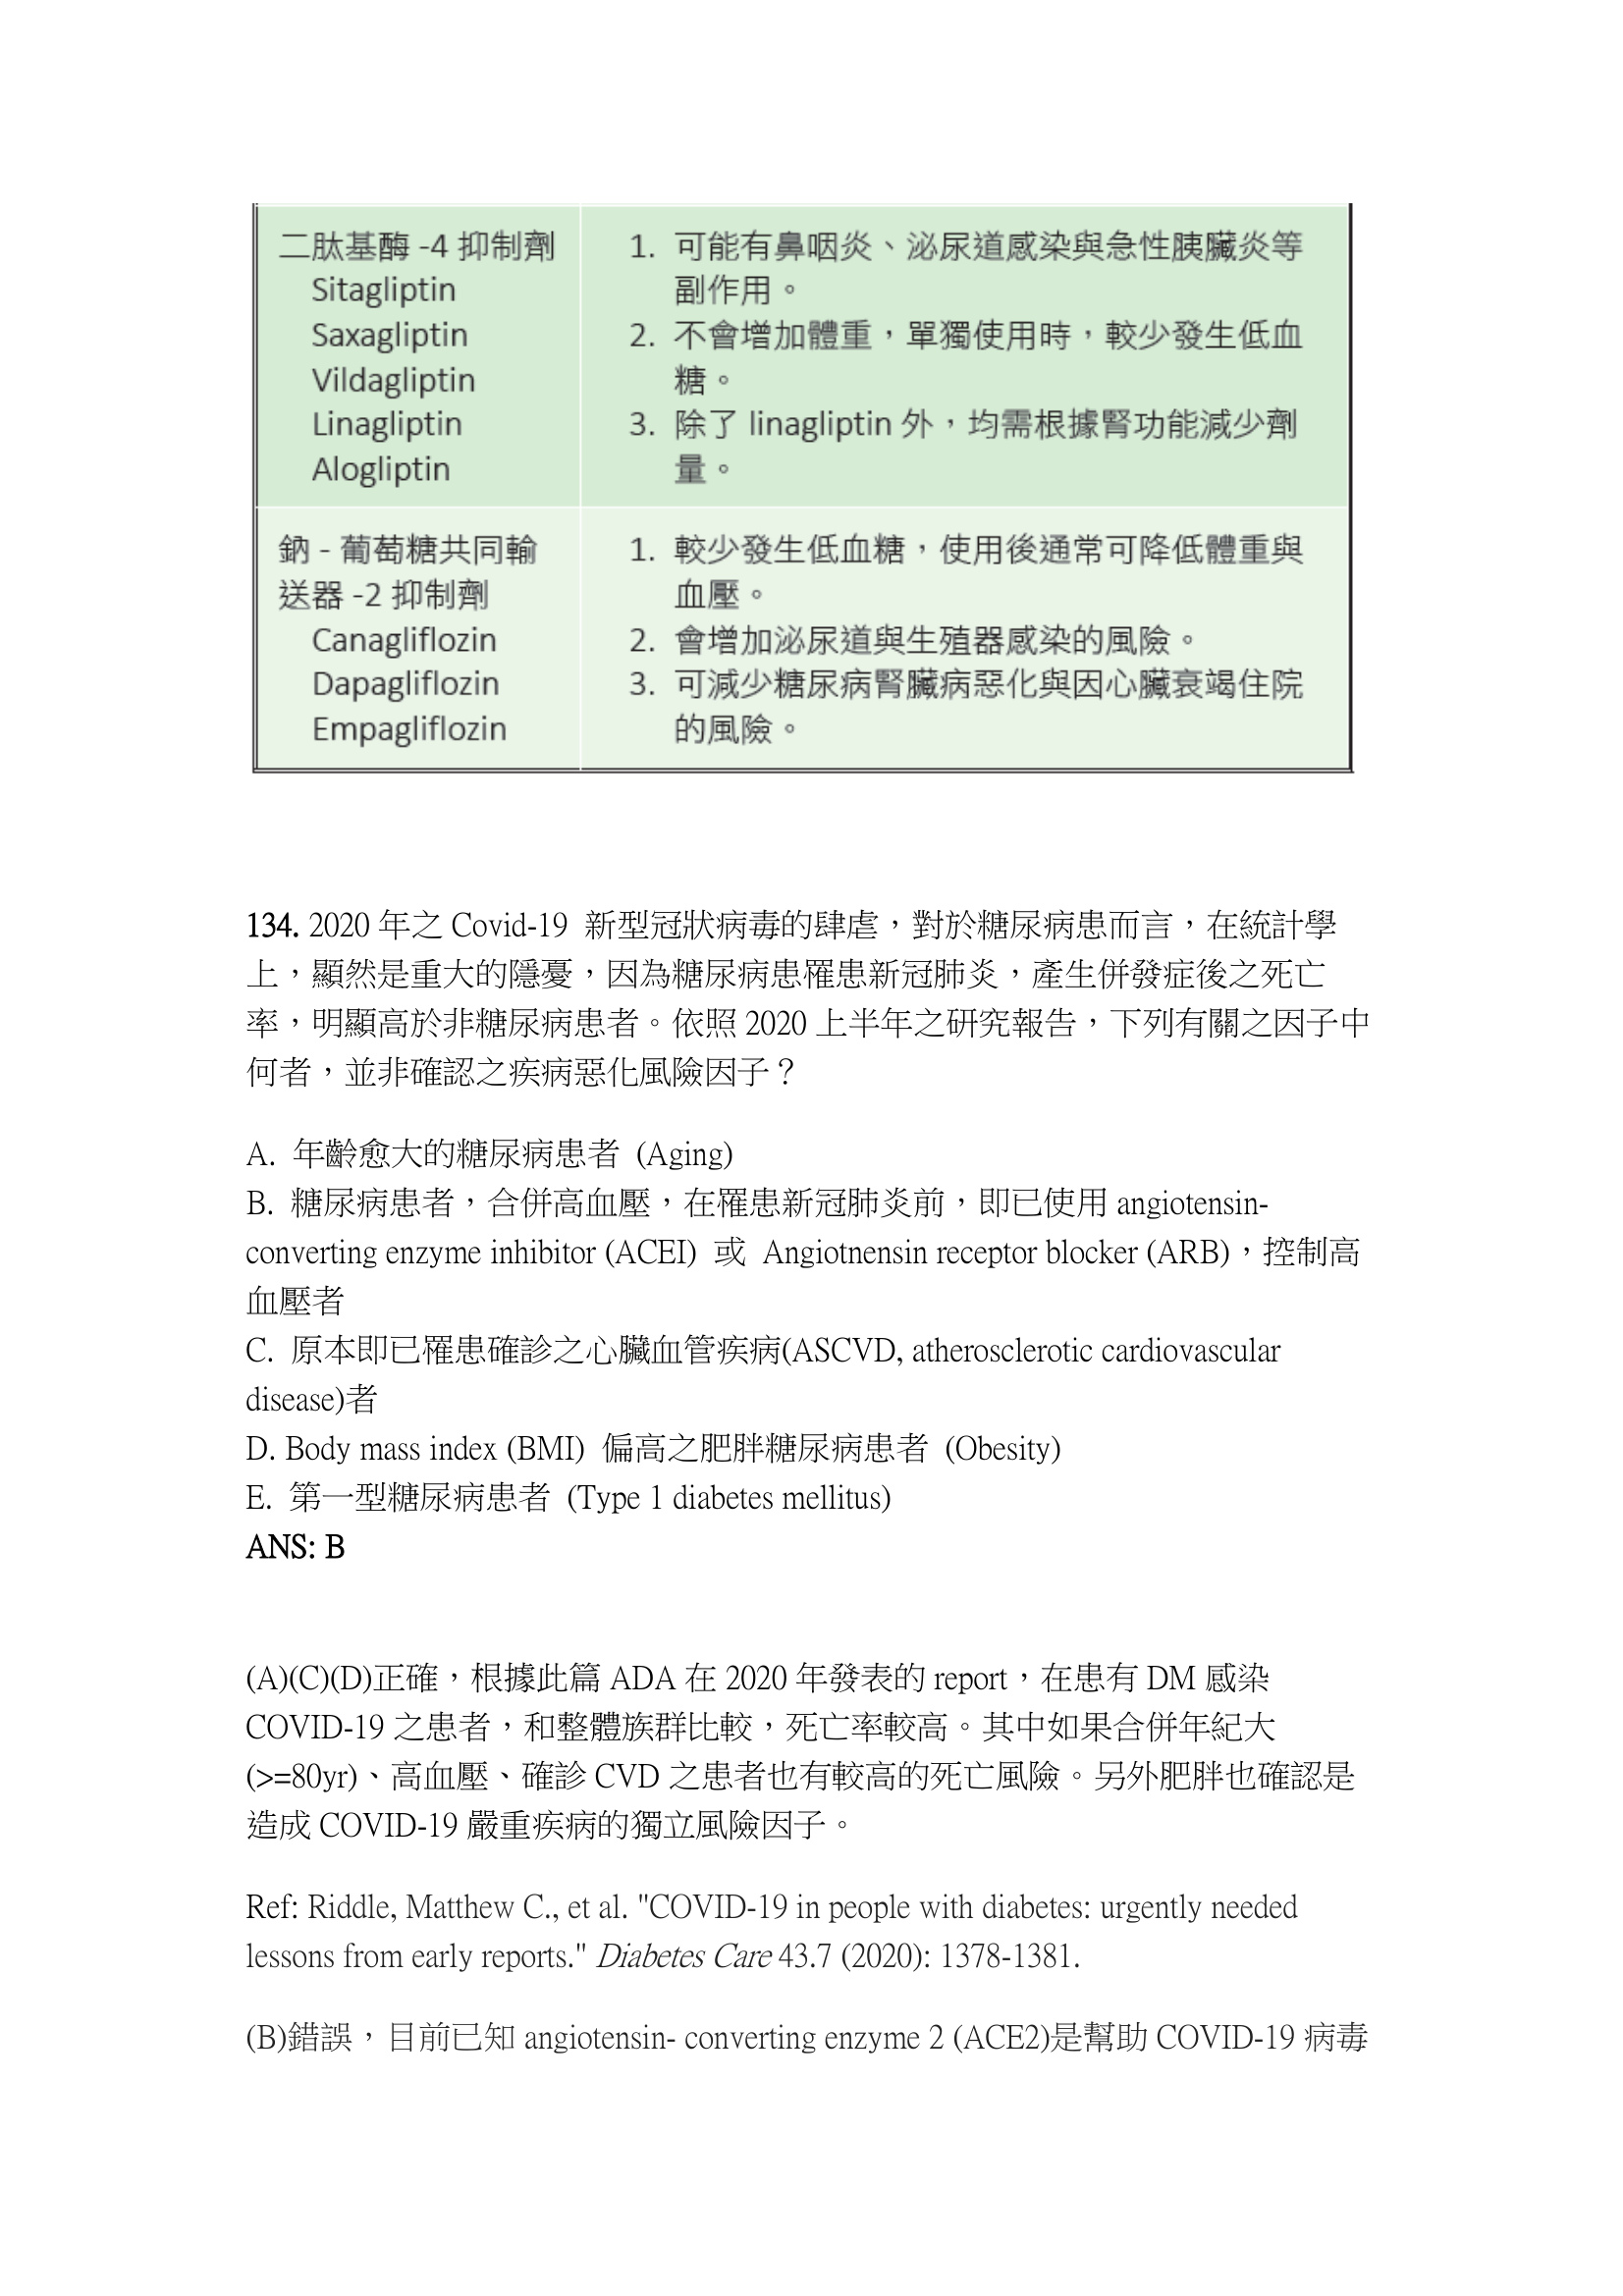 二肽基酶 -4 抑制劑
Sitagliptin
Saxagliptin
Vildagliptin
Linagliptin
Alogliptin
1. 可能有鼻咽炎、泌尿道感染與急性胰臟炎等
副作用。
2. 不會增加體重，單獨使用時，較少發生低血
糖。
3. 除了 linagliptin 外，均需根據腎功能減少劑
量。
鈉 - 葡萄糖共同輸
送器 -2 抑制劑
Canagliflozin
Dapagliflozin
Empagliflozin
1. 較少發生低血糖，使用後通常可降低體重與
血壓。
2. 會增加泌尿道與生殖器感染的風險。
3. 可減少糖尿病腎臟病惡化與因心臟衰竭住院
的風險。
134. 2020 年之 Covid-19 新型冠狀病毒的肆虐，對於糖尿病患而言，在統計學
上，顯然是重大的隱憂，因為糖尿病患罹患新冠肺炎，產生併發症後之死亡
率，明顯高於非糖尿病患者。依照 2020 上半年之研究報告，下列有關之因子中
何者，並非確認之疾病惡化風險因子？
A. 年齡愈大的糖尿病患者 (Aging)
B. 糖尿病患者，合併高血壓，在罹患新冠肺炎前，即已使用 angiotensin-
converting enzyme inhibitor (ACEI) 或 Angiotnensin receptor blocker (ARB)，控制高
血壓者
C. 原本即已罹患確診之心臟血管疾病(ASCVD, atherosclerotic cardiovascular
disease)者
D. Body mass index (BMI) 偏高之肥胖糖尿病患者 (Obesity)
E. 第一型糖尿病患者 (Type 1 diabetes mellitus)
ANS: B
(A)(C)(D)正確，根據此篇 ADA 在 2020 年發表的 report，在患有 DM 感染
COVID-19 之患者，和整體族群比較，死亡率較高。其中如果合併年紀大
(>=80yr)、高血壓、確診 CVD 之患者也有較高的死亡風險。另外肥胖也確認是
造成 COVID-19 嚴重疾病的獨立風險因子。
Ref: Riddle, Matthew C., et al. "COVID-19 in people with diabetes: urgently needed
lessons from early reports." Diabetes Care 43.7 (2020): 1378-1381.
(B)錯誤，目前已知 angiotensin- converting enzyme 2 (ACE2)是幫助 COVID-19 病毒